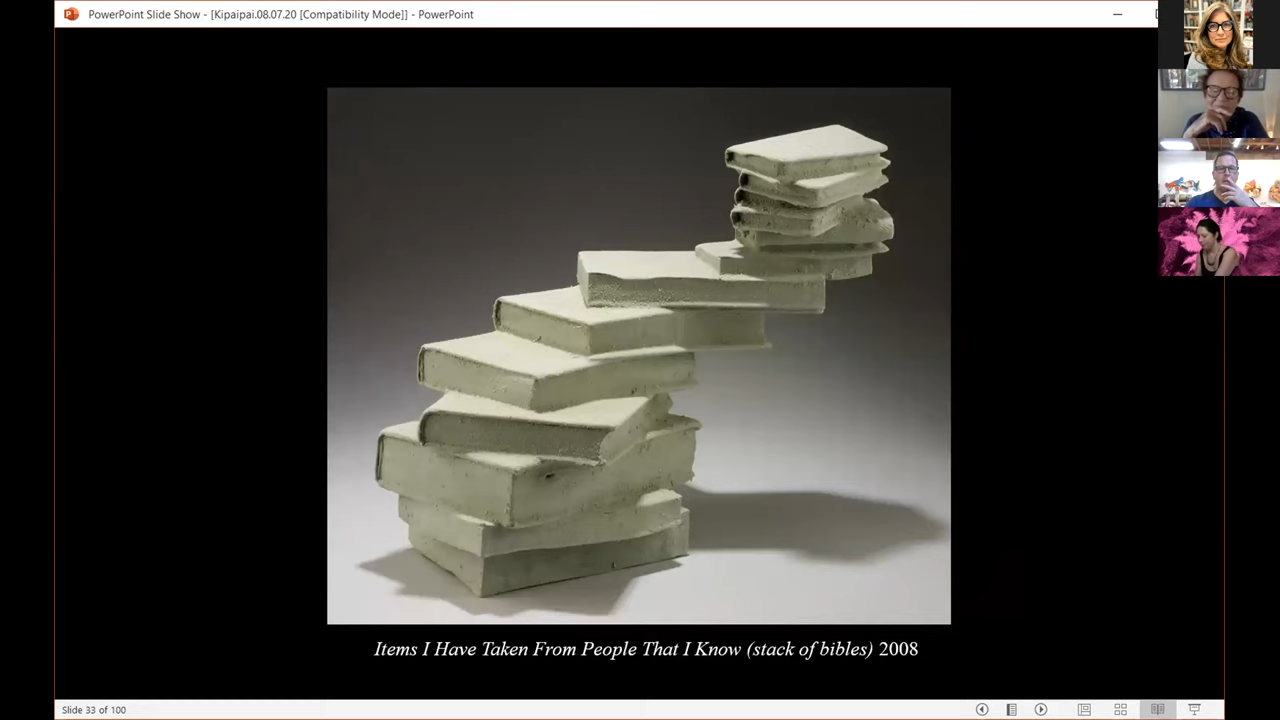 PowerPoint Slide Show - [Kipaipai.08.07.20 [Compatibility Mode]] - PowerPoint
Items I Have Taken From People That I Know (stack of bibles) 2008
Slide 33 of 100